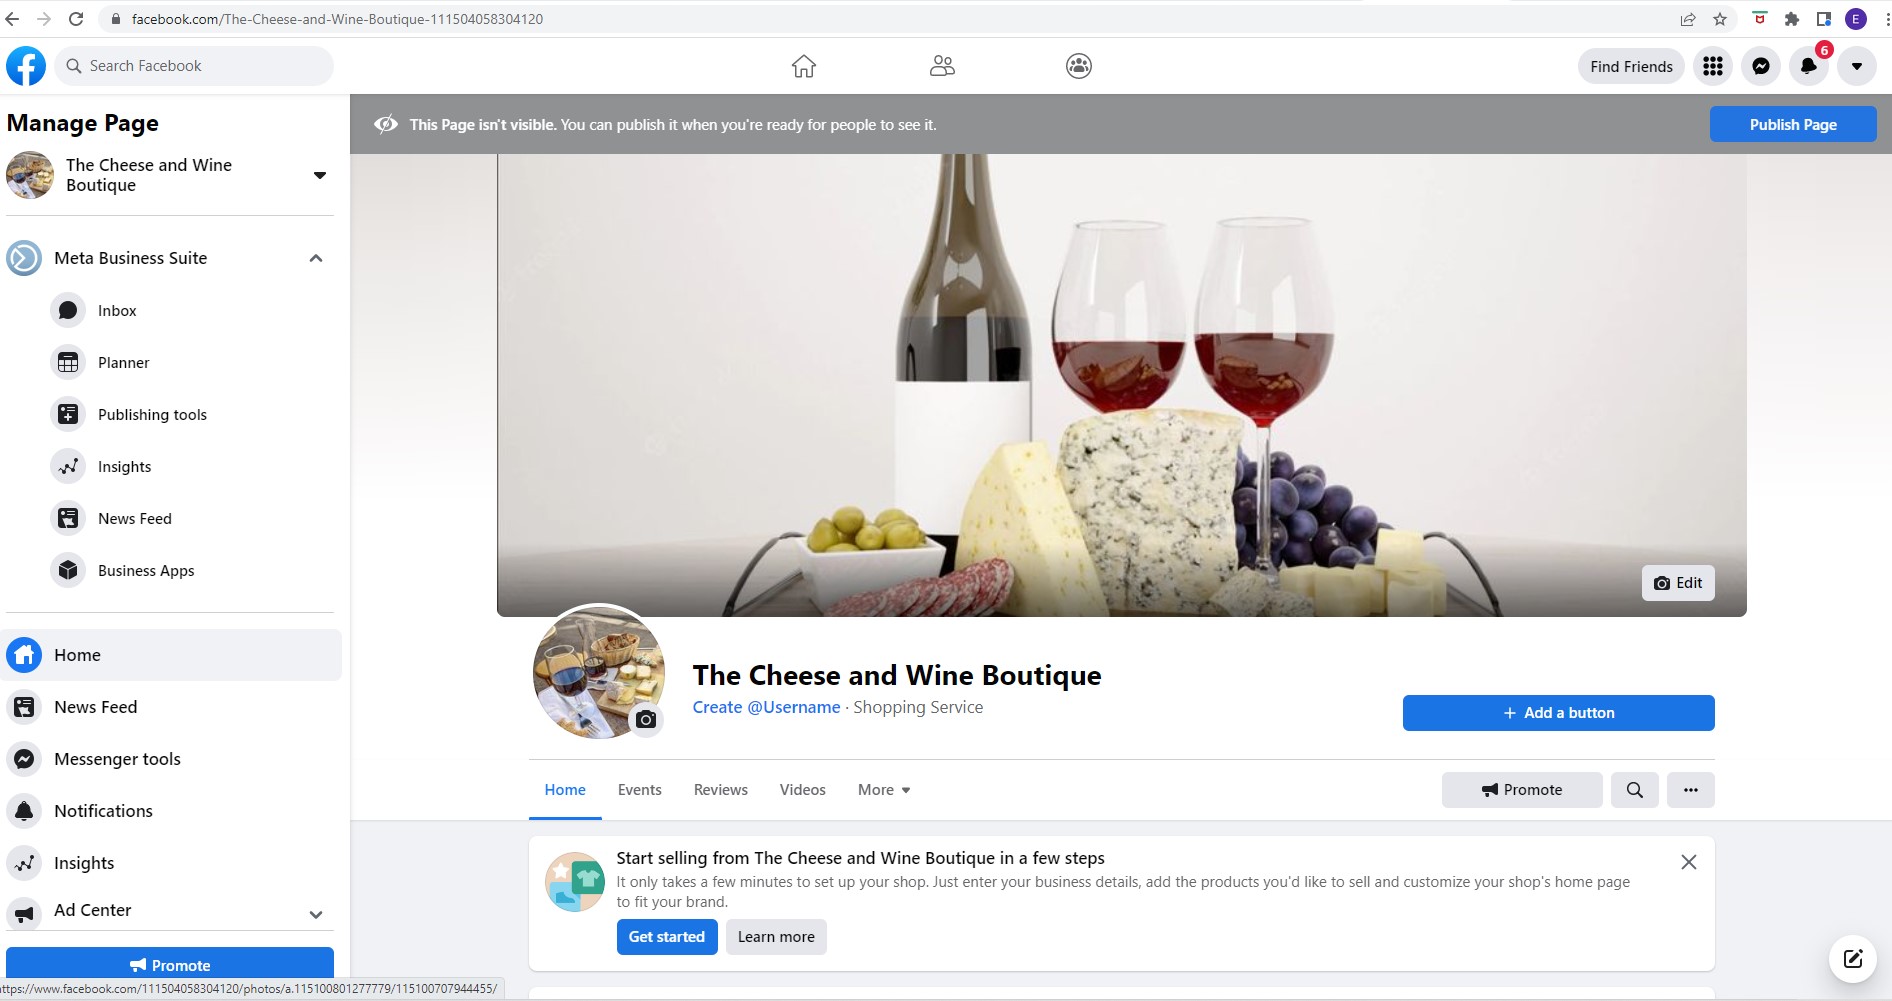 facebook.com/The-Cheese-and-Wine-Boutique-111504058304120
E
Search Facebook
Find Friends
6
Manage Page
The Cheese and Wine
Boutique
This Page isn't visible. You can publish it when you're ready for people to see it.
Publish Page
Meta Business Suite
Inbox
Planner
Publishing tools
Insights
News Feed
Business Apps
Home
News Feed
Messenger tools
Notifications
Insights
Ad Center
Promote
Edit
The Cheese and Wine Boutique
Create @Username · Shopping Service
+ Add a button
Home
Events
Reviews
Videos
More
Promote
Start selling from The Cheese and Wine Boutique in a few steps
It only takes a few minutes to set up your shop. Just enter your business details, add the products you'd like to sell and customize your shop's home page
to fit your brand.
Get started
Learn more
ttps://www.facebook.com/111504058304120/photos/a.115100801277779/115100707944455/